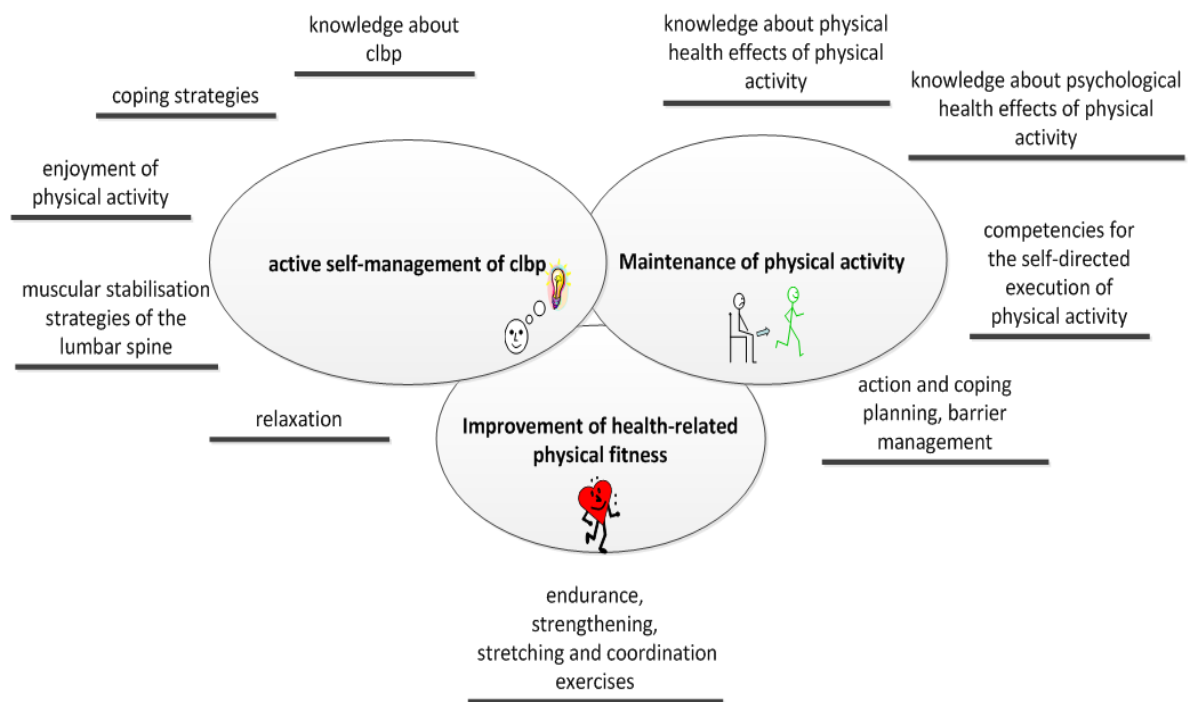 knowledge about
clbp
knowledge about physical
health effects of physical
activity
knowledge about psychological
health effects of physical
activity
coping strategies
enjoyment of
physical activity
muscular stabilisation
strategies of the
lumbar spine
relaxation
active self-management of clbp
Maintenance of physical activity
competencies for
the self-directed
execution of
physical activity
action and coping
planning, barrier
management
Improvement of health-related
physical fitness
endurance,
strengthening,
stretching and coordination
exercises